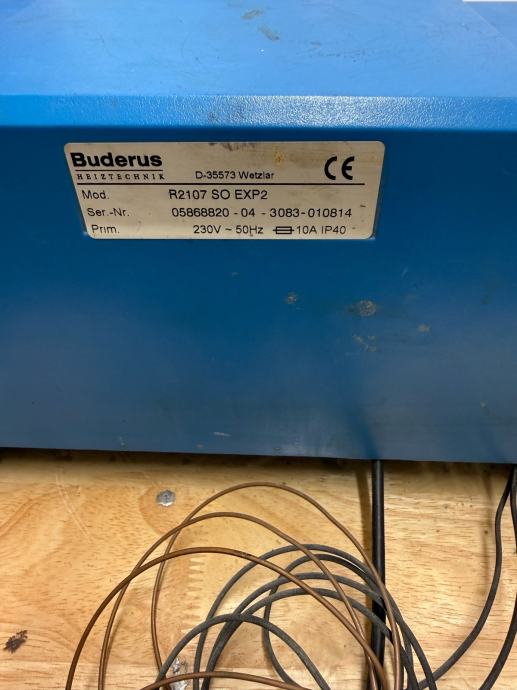 Buderus
HEIZTECHNIK D-35573 Wetzlar CE
Mod. R2107 SO EXP2
Ser.-Nr. 05868820 - 04 - 3083-010814
Prim. 230V ~ 50Hz 10A IP40